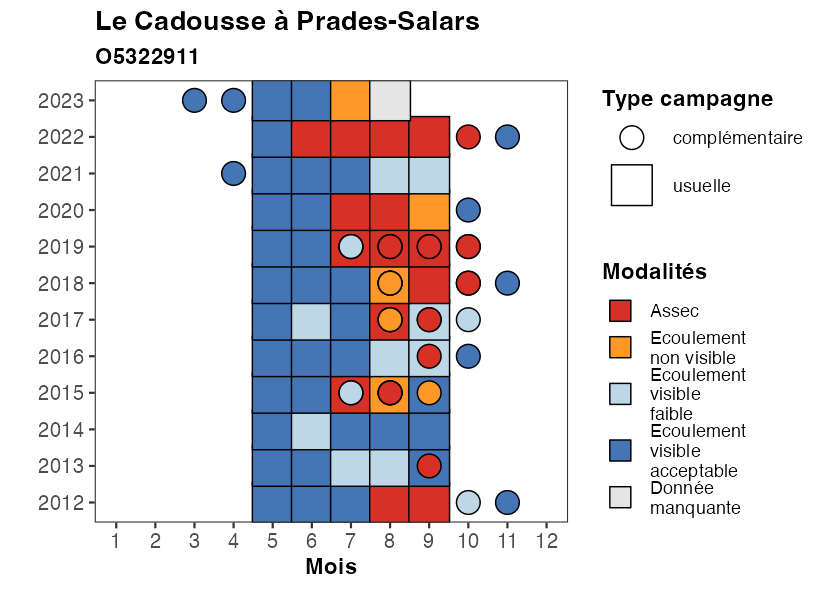 Le Cadousse à Prades-Salars
O5322911
2023
2022
2021
2020
2019
2018
2017
2016
2015
2014
2013
2012
1 2 3 4 5 6 7 8 9 10 11 12
Mois
Type campagne
complémentaire
usuelle
Modalités
Assec
Ecoulement
non visible
Ecoulement
visible
faible
Ecoulement
visible
acceptable
Donnée
manquante